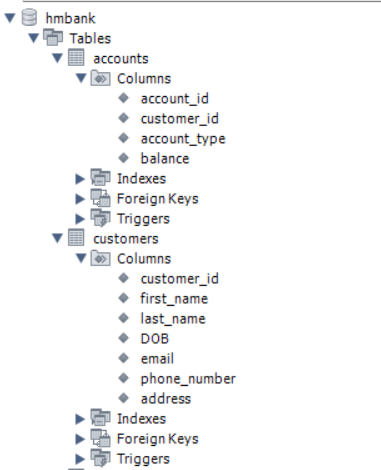 hmbank
Tables
accounts
Columns
account_id
customer_id
account_type
balance
Indexes
Foreign Keys
Triggers
customers
Columns
customer_id
first_name
last_name
DOB
email
phone_number
address
Indexes
Foreign Keys
Triggers